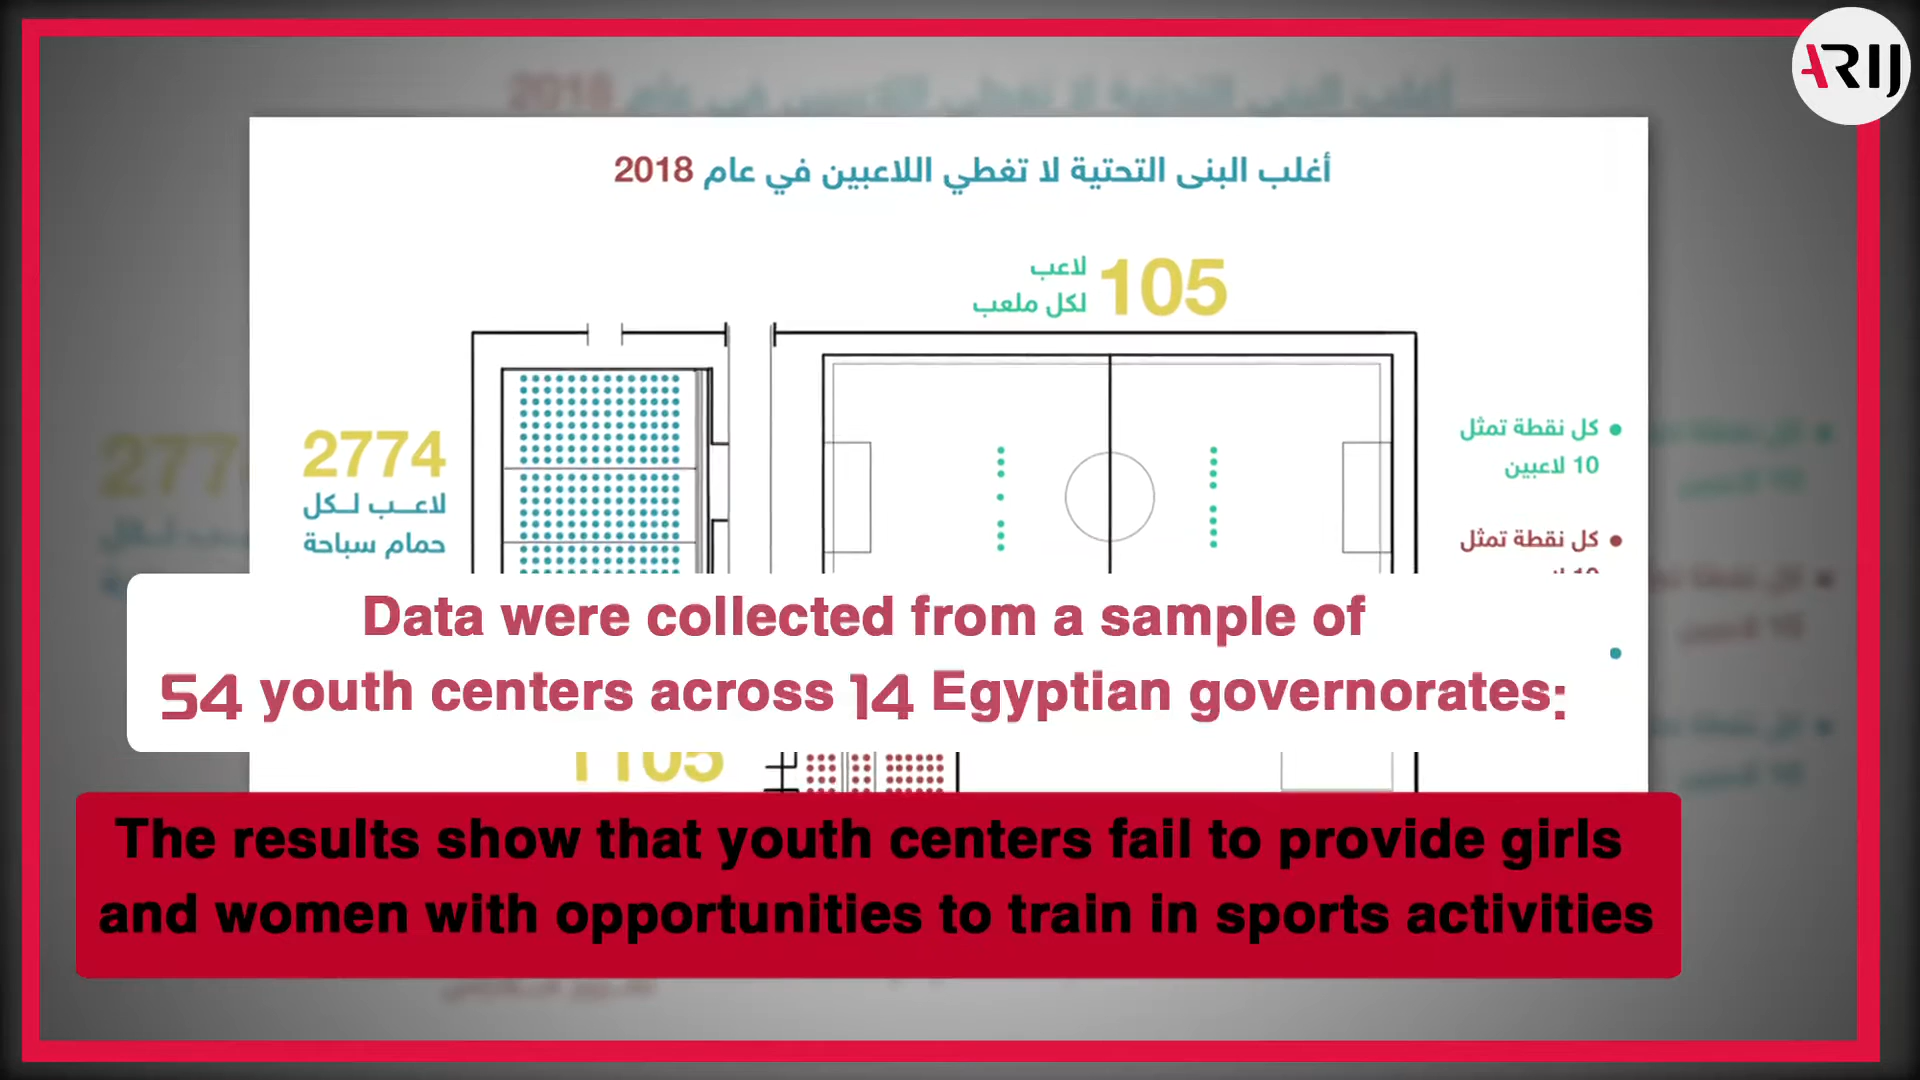 ARIJ
أغلب البنى التحتية لا تغطي اللاعبين في عام 2018
105
لاعب
لكل ملعب
2774
لاعـــب لــكل
حمام سباحة
كل نقطة تمثل
10 لاعبين
كل نقطة تمثل
Data were collected from a sample of
54 youth centers across 14 Egyptian governorates:
1105
The results show that youth centers fail to provide girls
and women with opportunities to train in sports activities